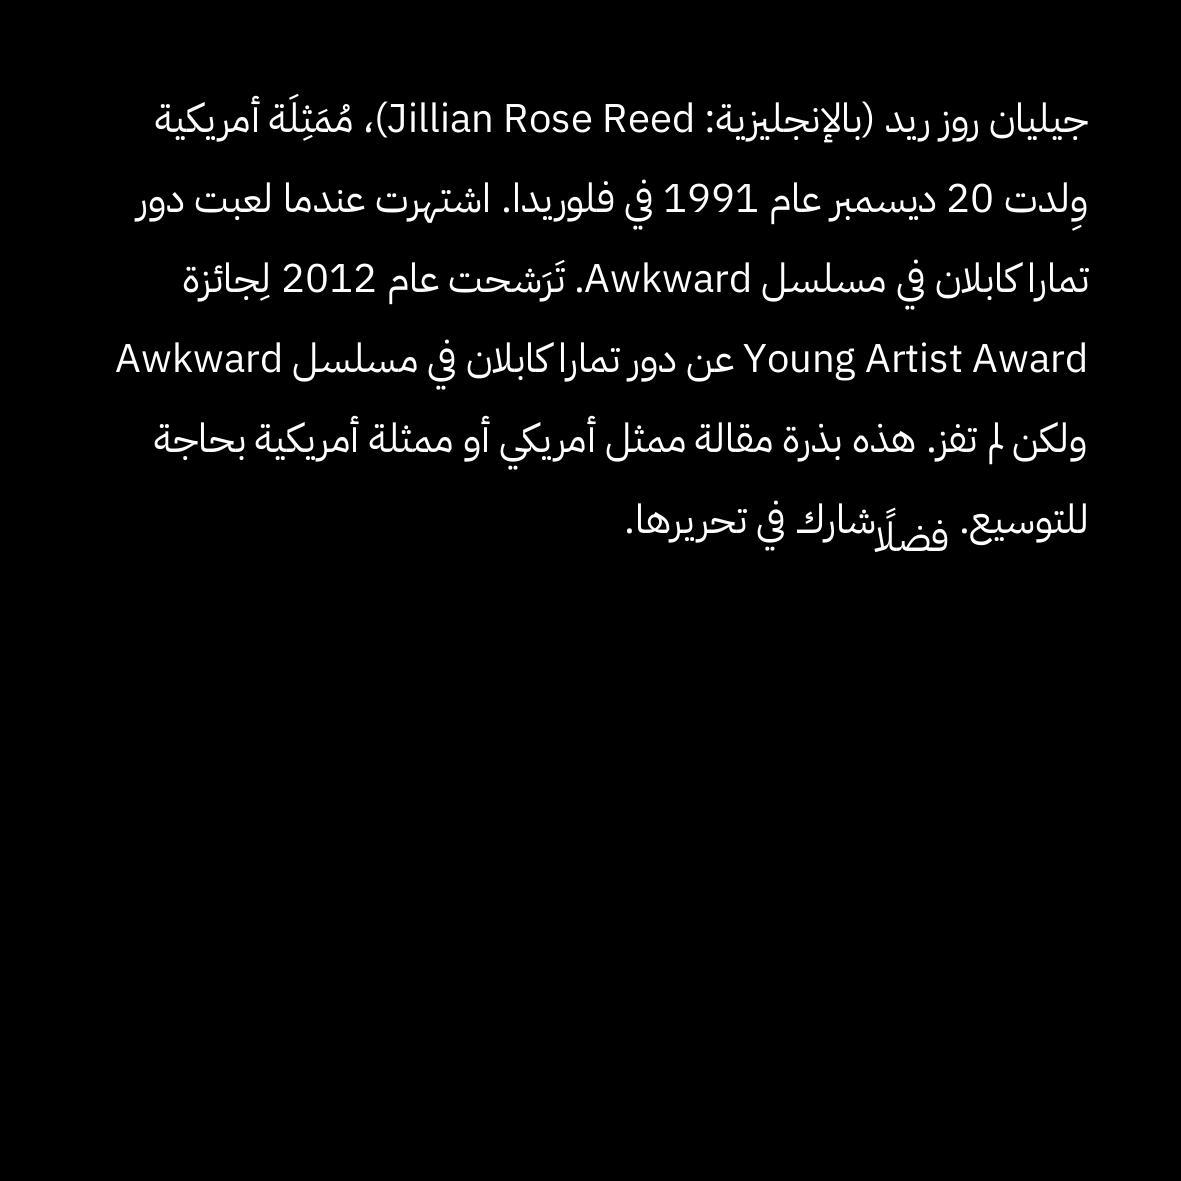 جيليان روز ريد (بالإنجليزية: Jillian Rose Reed)، مُمَثِلَة أمريكية
وِلدت 20 ديسمبر عام 1991 في فلوريدا. اشتهرت عندما لعبت دور
تمارا كابلان في مسلسل Awkward. تَرَشحت عام 2012 لِجائزة
Young Artist Award عن دور تمارا كابلان في مسلسل Awkward
ولكن لم تفز. هذه بذرة مقالة ممثل أمريكي أو ممثلة أمريكية بحاجة
للتوسيع. فضلًا شارك في تحريرها.